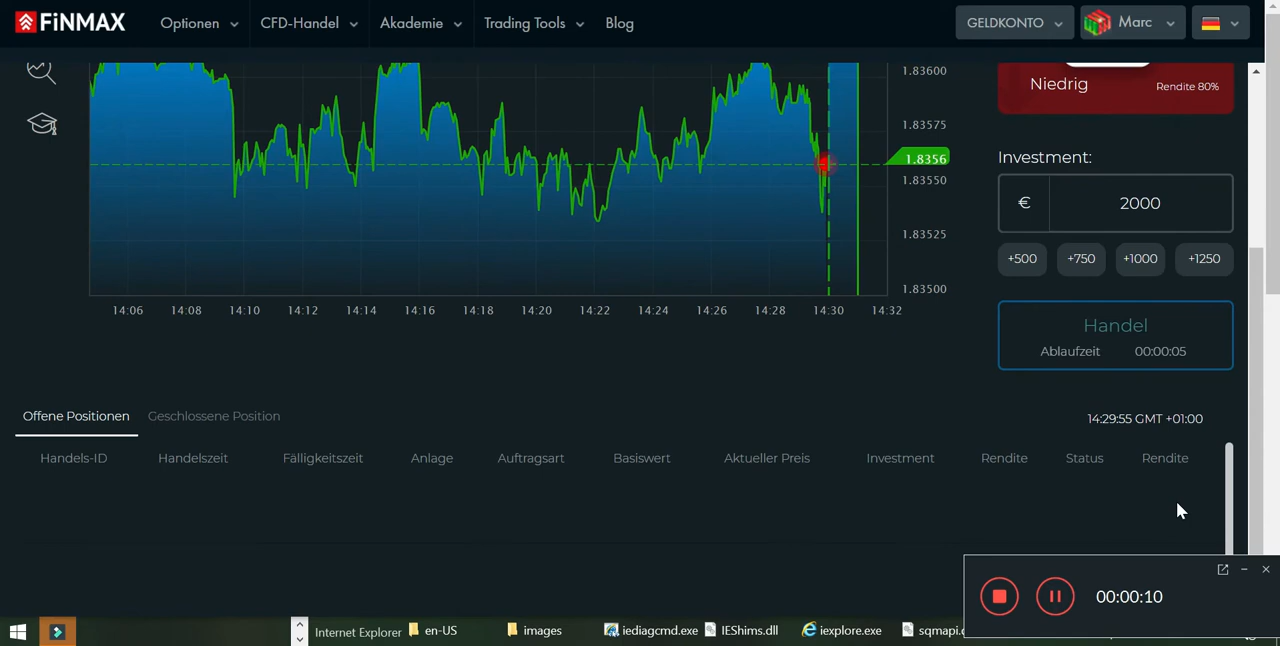 FiNMAX
Optionen
CFD-Handel
Akademie
Trading Tools
Blog
GELDKONTO
Marc
1.83600
1.83575
1.8356
1.83550
1.83525
1.83500
14:06 14:08 14:10 14:12 14:14 14:16 14:18 14:20 14:22 14:24 14:26 14:28 14:30 14:32
Niedrig
Rendite 80%
Investment:
€ 2000
+500 +750 +1000 +1250
Handel
Ablaufzeit 00:00:05
Offene Positionen Geschlossene Position
14:29:55 GMT +01:00
Handels-ID Handelszeit Fälligkeitszeit Anlage Auftragsart Basiswert Aktueller Preis Investment Rendite Status Rendite
00:00:10
Internet Explorer
en-US
images
iediagcmd.exe
IEShims.dll
iexplore.exe